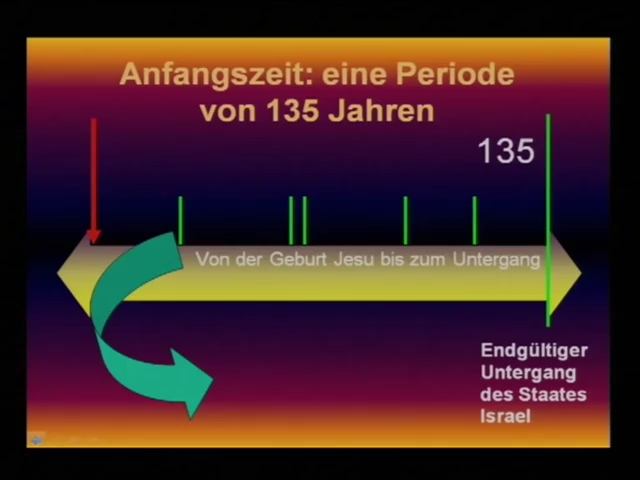 Anfangszeit: eine Periode
von 135 Jahren
135
Von der Geburt Jesu bis zum Untergang
Endgültiger
Untergang
des Staates
Israel